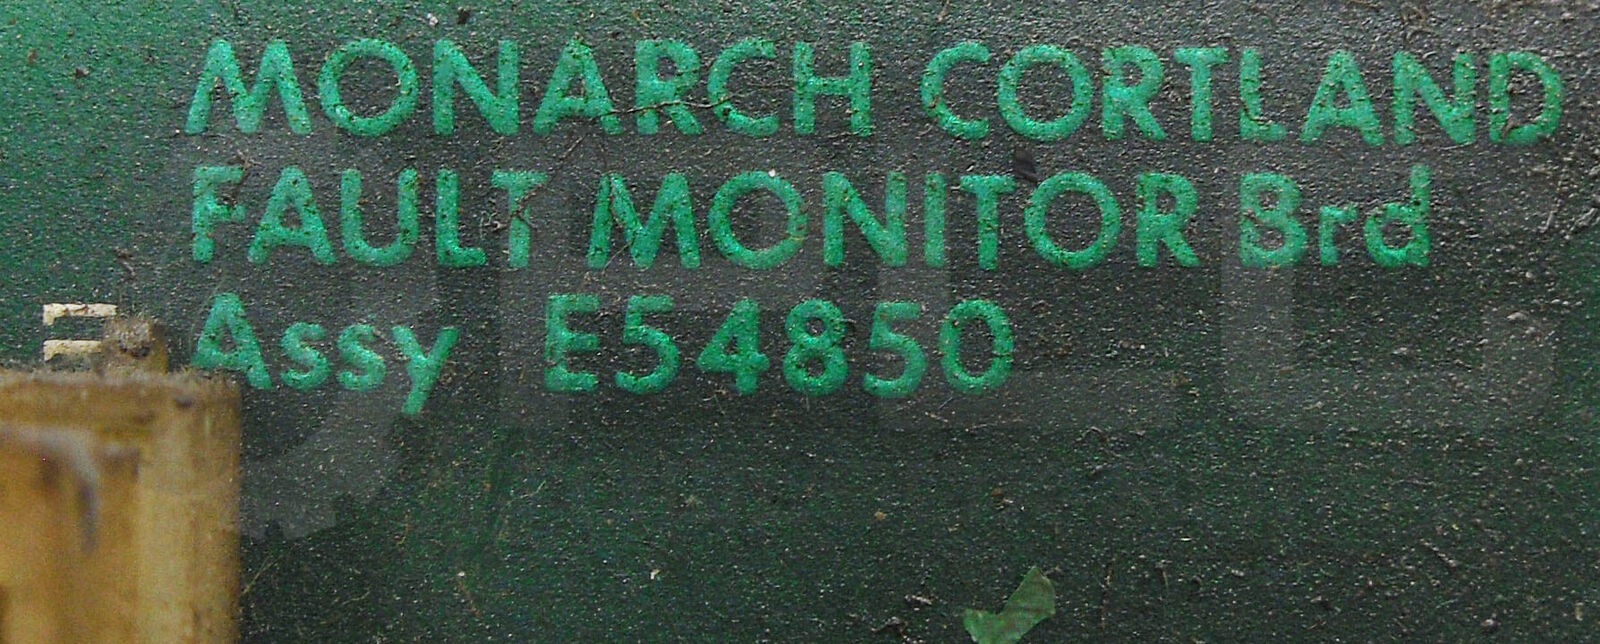 MONARCH CORTLAND
FAULT MONITOR Brd
Assy E54850